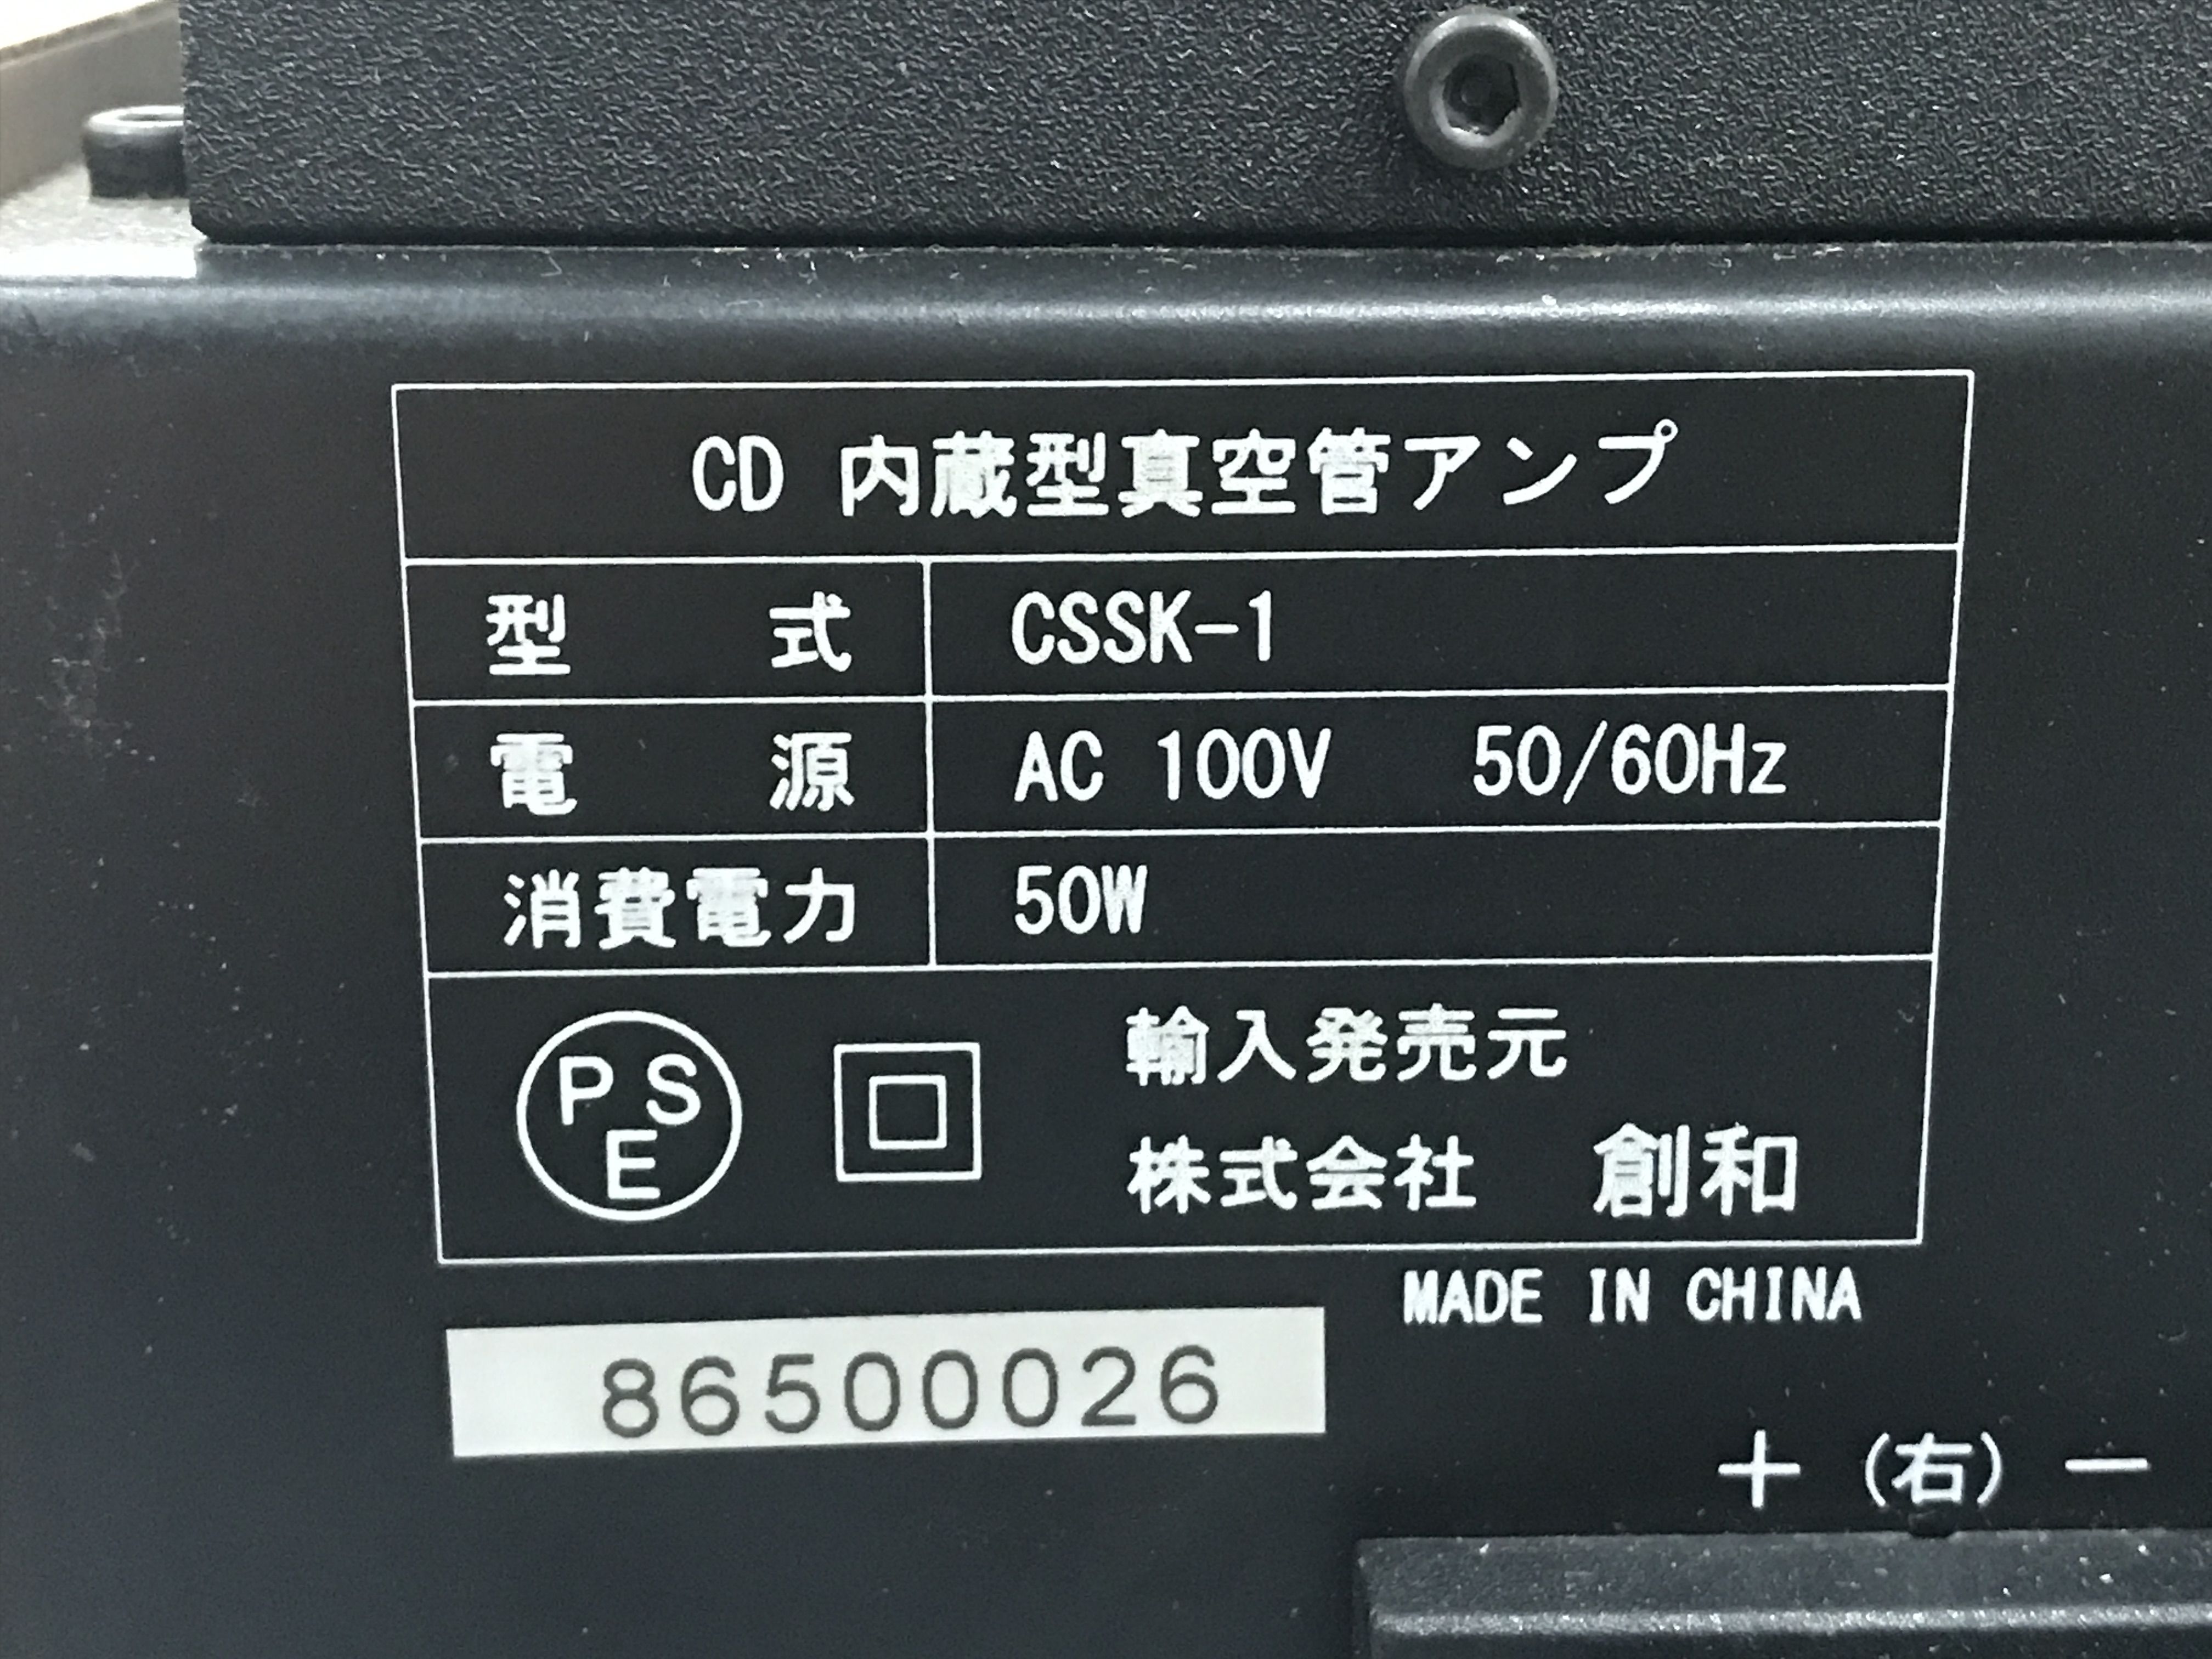 CD 内蔵型真空管アンプ
型式 CSSK-1
電源 AC 100V 50/60Hz
消費電力 50W
PSE
輸入発売元
株式会社 創和
MADE IN CHINA
86500026
+ (右) -